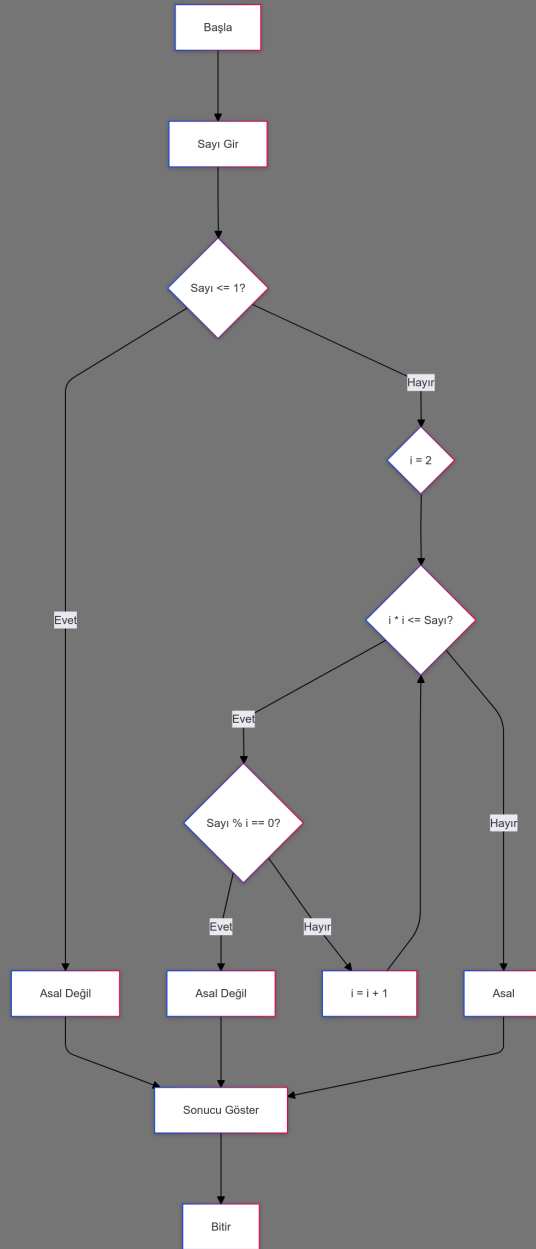 Başla
Sayı Gir
Sayı <= 1?
Hayır
i = 2
Evet
i * i <= Sayı?
Evet
Sayı % i == 0?
Hayır
Evet
Hayır
Asal Değil
Asal Değil
i = i + 1
Asal
Sonucu Göster
Bitir